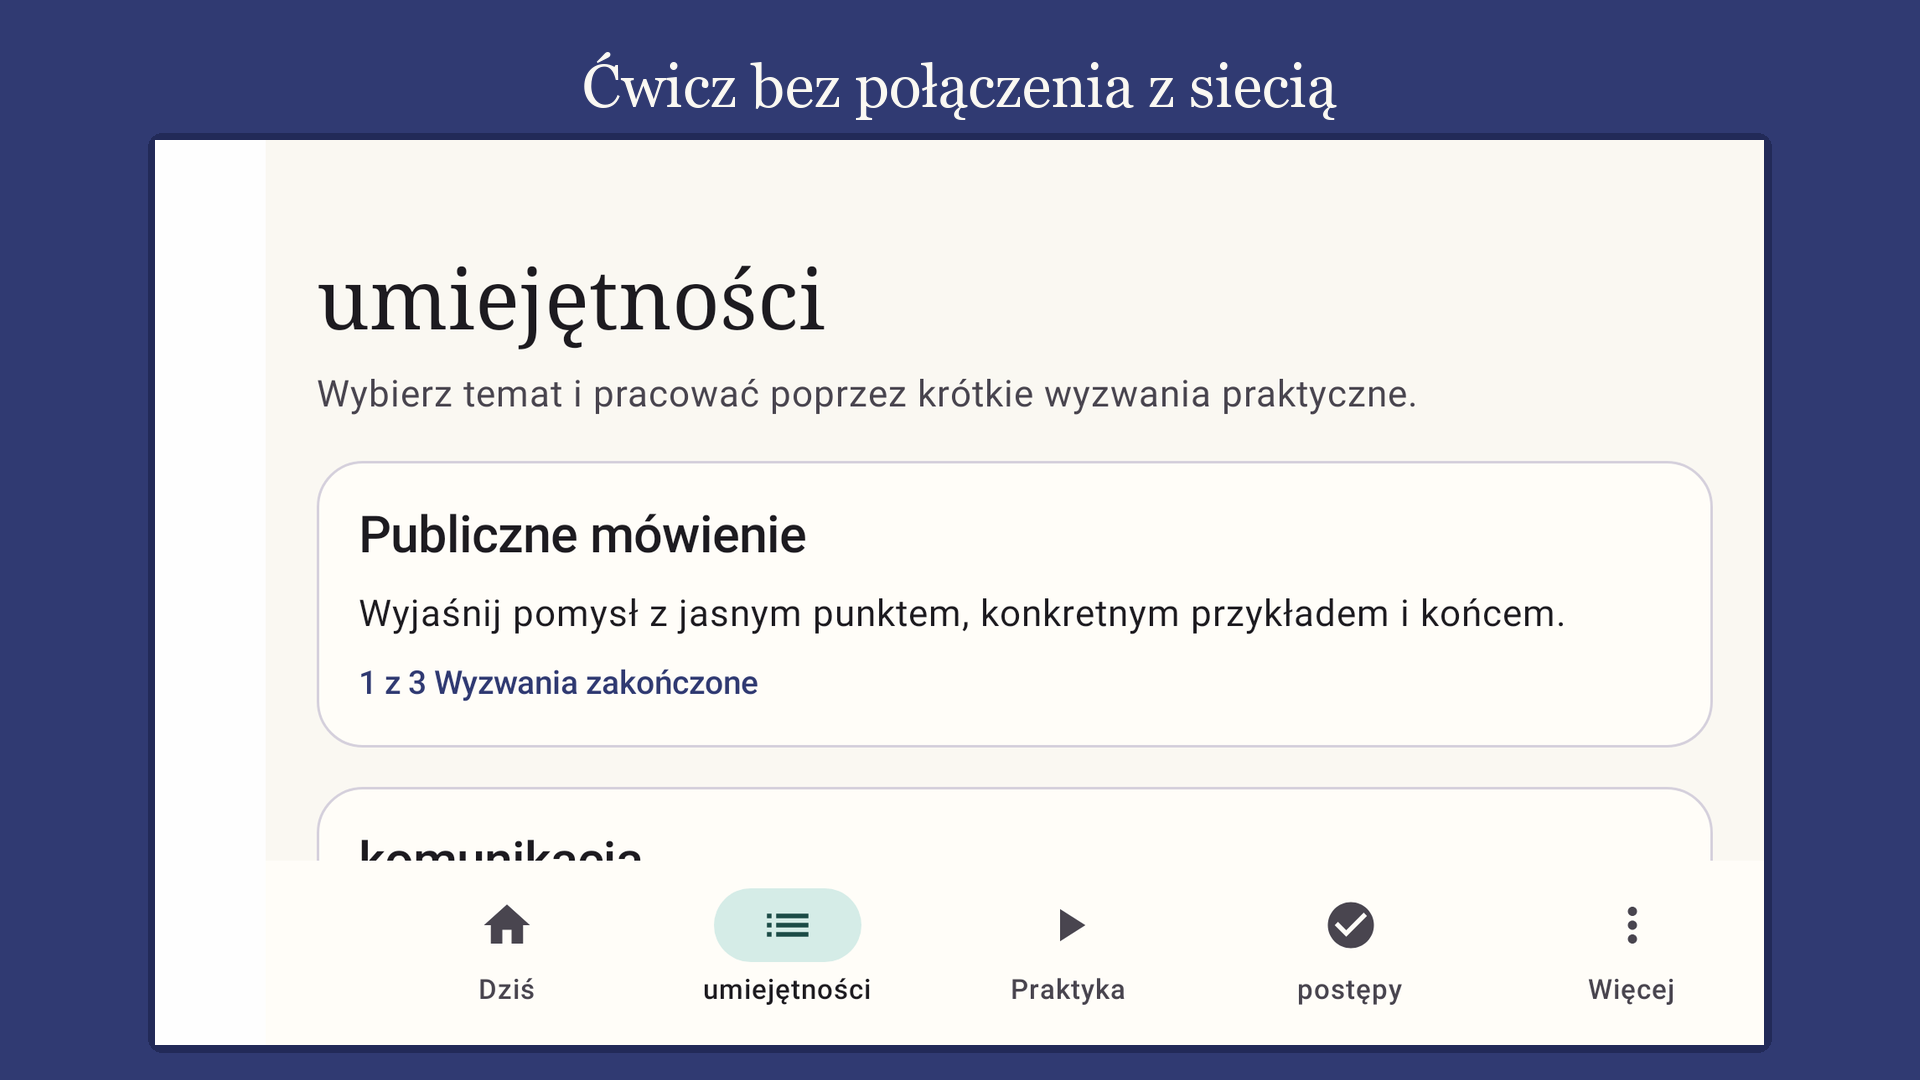 Ćwicz bez połączenia z siecią
umiejętności
Wybierz temat i pracować poprzez krótkie wyzwania praktyczne.
Publiczne mówienie
Wyjaśnij pomysł z jasnym punktem, konkretnym przykładem i końcem.
1 z 3 Wyzwania zakończone
komunikacja
Dziś
umiejętności
Praktyka
postępy
Więcej